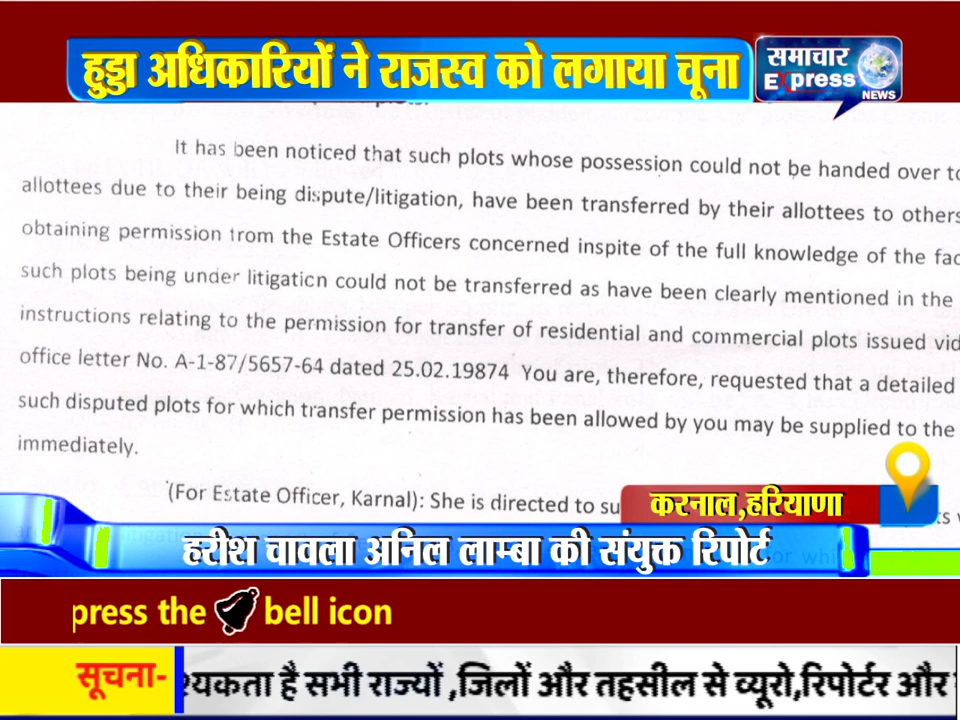 हुड्डा अधिकारियों ने राजस्व को लगाया चूना
समाचार
Express
NEWS
It has been noticed that such plots whose possession could not be handed over to
allottees due to their being dispute/litigation, have been transferred by their allottees to others
obtaining permission from the Estate Officers concerned inspite of the full knowledge of the fac
such plots being under litigation could not be transferred as have been clearly mentioned in the
instructions relating to the permission for transfer of residential and commercial plots issued vid
office letter No. A-1-87/5657-64 dated 25.02.19874 You are, therefore, requested that a detailed
such disputed plots for which transfer permission has been allowed by you may be supplied to the
immediately.
(For Estate Officer, Karnal): She is directed to su
करनाल,हरियाणा
हरीश चावला अनिल लाम्बा की संयुक्त रिपोर्ट
press the bell icon
सूचना- श्यकता है सभी राज्यों ,जिलों और तहसील से व्यूरो,रिपोर्टर और